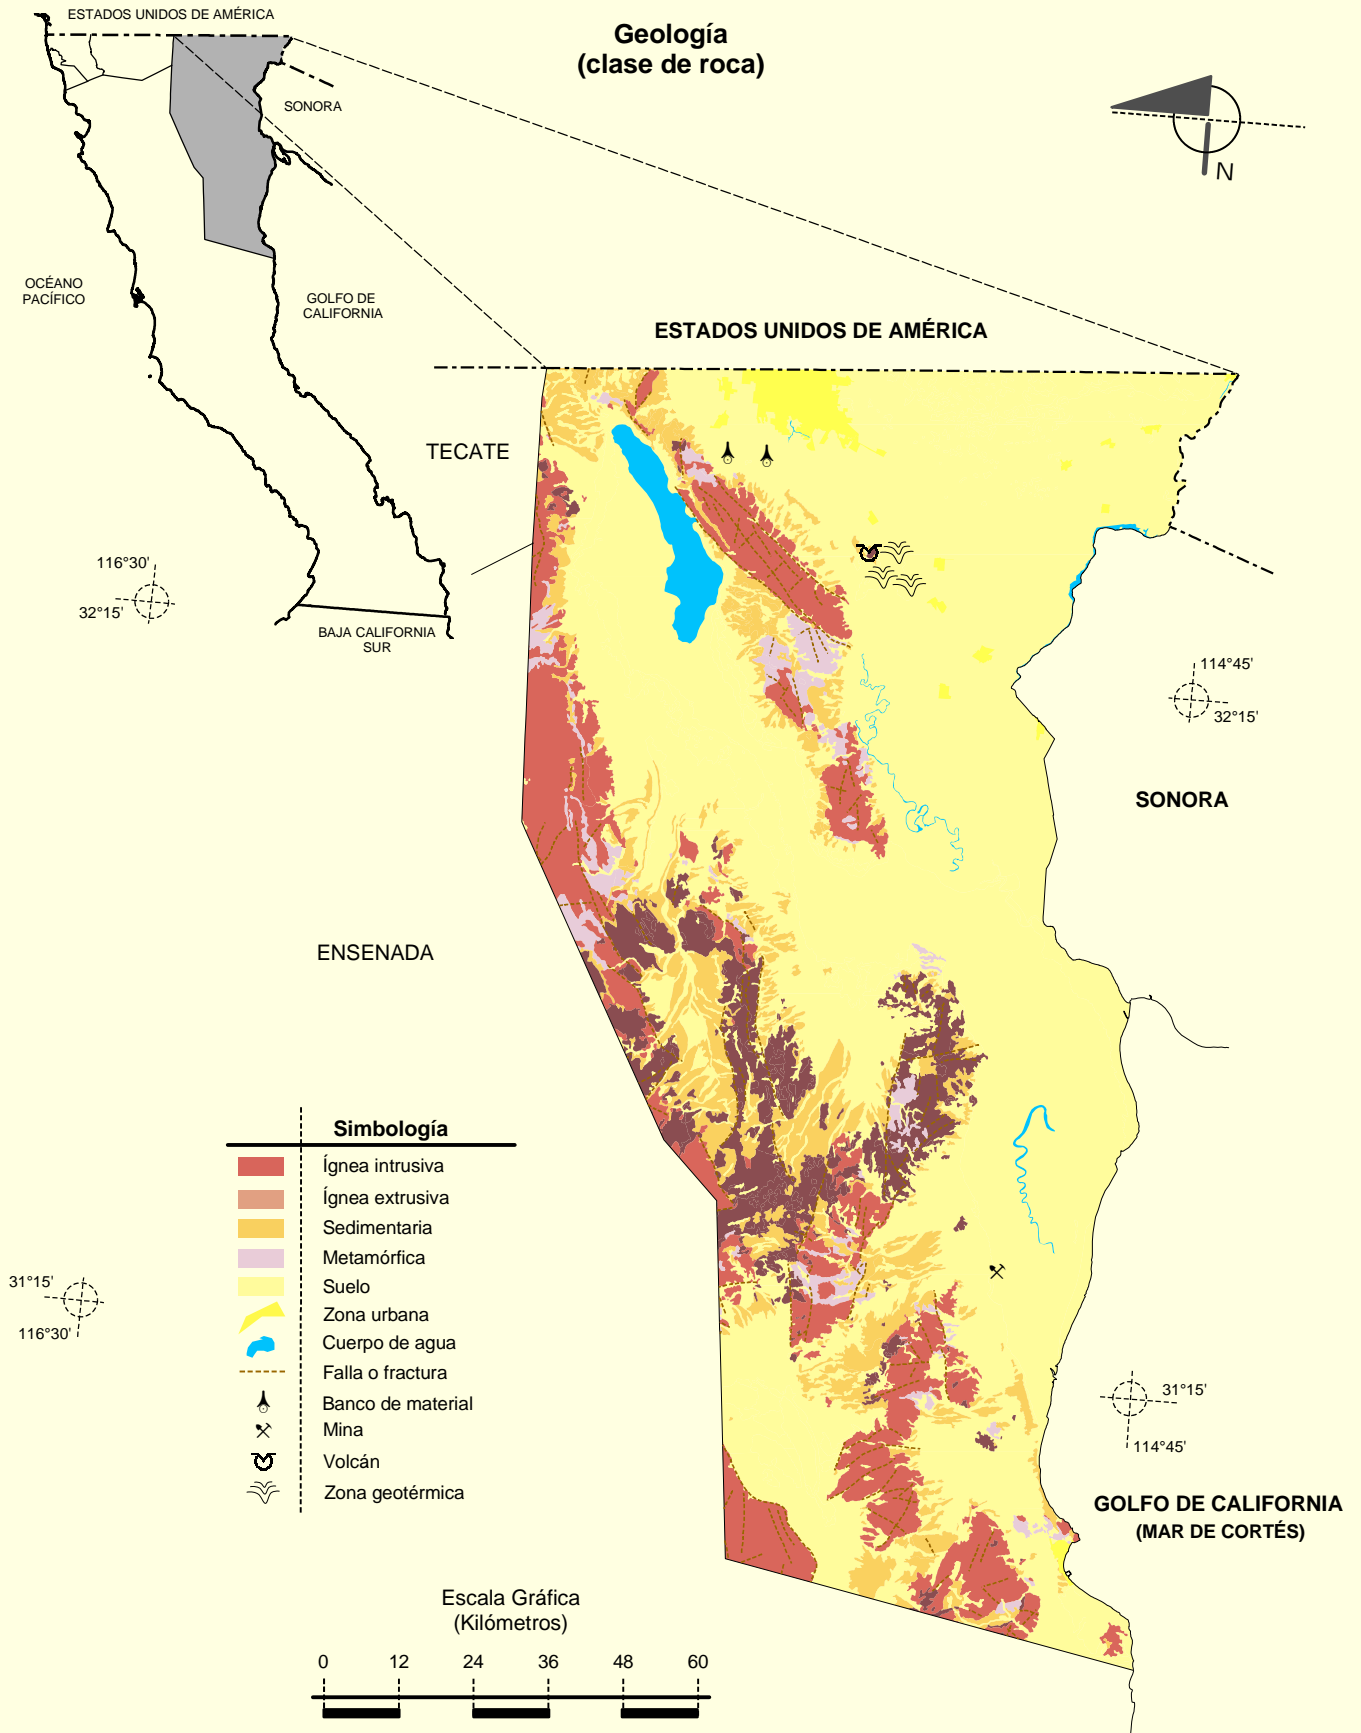 Geología
(clase de roca)
ESTADOS UNIDOS DE AMÉRICA
SONORA
OCÉANO
PACÍFICO
GOLFO DE
CALIFORNIA
BAJA CALIFORNIA
SUR
N
ESTADOS UNIDOS DE AMÉRICA
TECATE
116°30'
32°15'
114°45'
32°15'
SONORA
ENSENADA
Simbología
Ígnea intrusiva
Ígnea extrusiva
Sedimentaria
Metamórfica
Suelo
Zona urbana
Cuerpo de agua
Falla o fractura
Banco de material
Mina
Volcán
Zona geotérmica
31°15'
116°30'
31°15'
114°45'
GOLFO DE CALIFORNIA
(MAR DE CORTÉS)
Escala Gráfica
(Kilómetros)
0 12 24 36 48 60